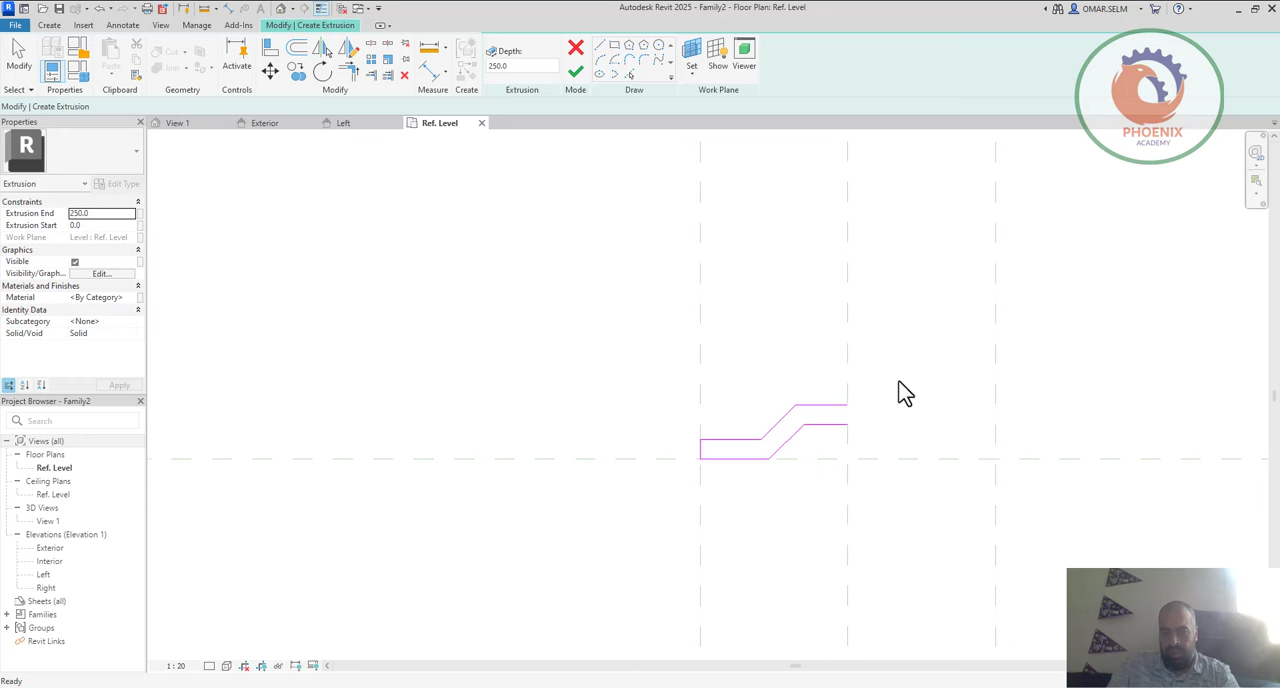 Autodesk Revit 2025 - Family2 - Floor Plan: Ref. Level
OMAR.SELM
File Create Insert Annotate View Manage Add-Ins Modify | Create Extrusion
Modify
Paste
Cut
Join
Activate
Depth:
250.0
Set Show Viewer
Select Properties Clipboard Geometry Controls Modify Measure Create Extrusion Mode Draw Work Plane
Modify | Create Extrusion
PHOENIX
ACADEMY
Properties
View 1 Exterior Left Ref. Level
R
Extrusion Edit Type
Constraints
Extrusion End 250.0
Extrusion Start 0.0
Work Plane Level : Ref. Level
Graphics
Visible
Visibility/Graph... Edit...
Materials and Finishes
Material <By Category>
Identity Data
Subcategory <None>
Solid/Void Solid
Apply
Project Browser - Family2
Search
Views (all)
Floor Plans
Ref. Level
Ceiling Plans
Ref. Level
3D Views
View 1
Elevations (Elevation 1)
Exterior
Interior
Left
Right
Sheets (all)
Families
Groups
Revit Links
1 : 20
Ready